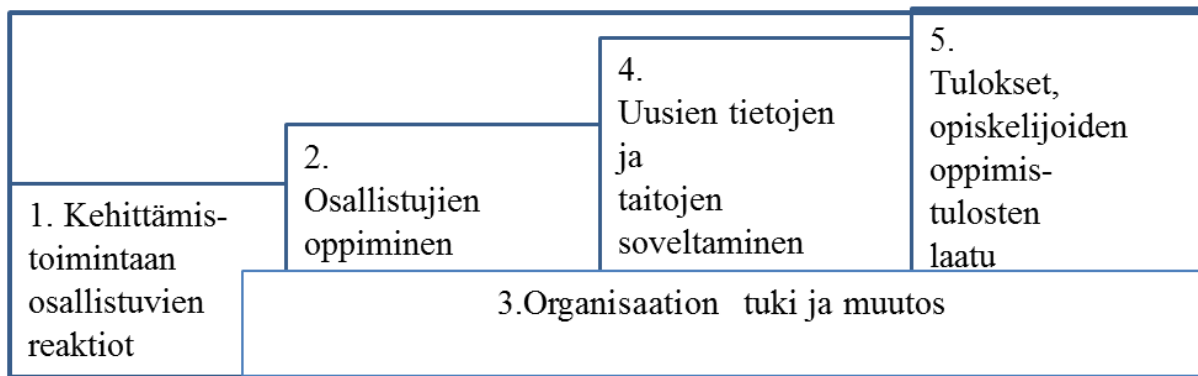 1. Kehittämis-
toimintaan
osallistuvien
reaktiot
2.
Osallistujien
oppiminen
3.Organisaation tuki ja muutos
4.
Uusien tietojen
ja
taitojen
soveltaminen
5.
Tulokset,
opiskelijoiden
oppimis-
tulosten
laatu